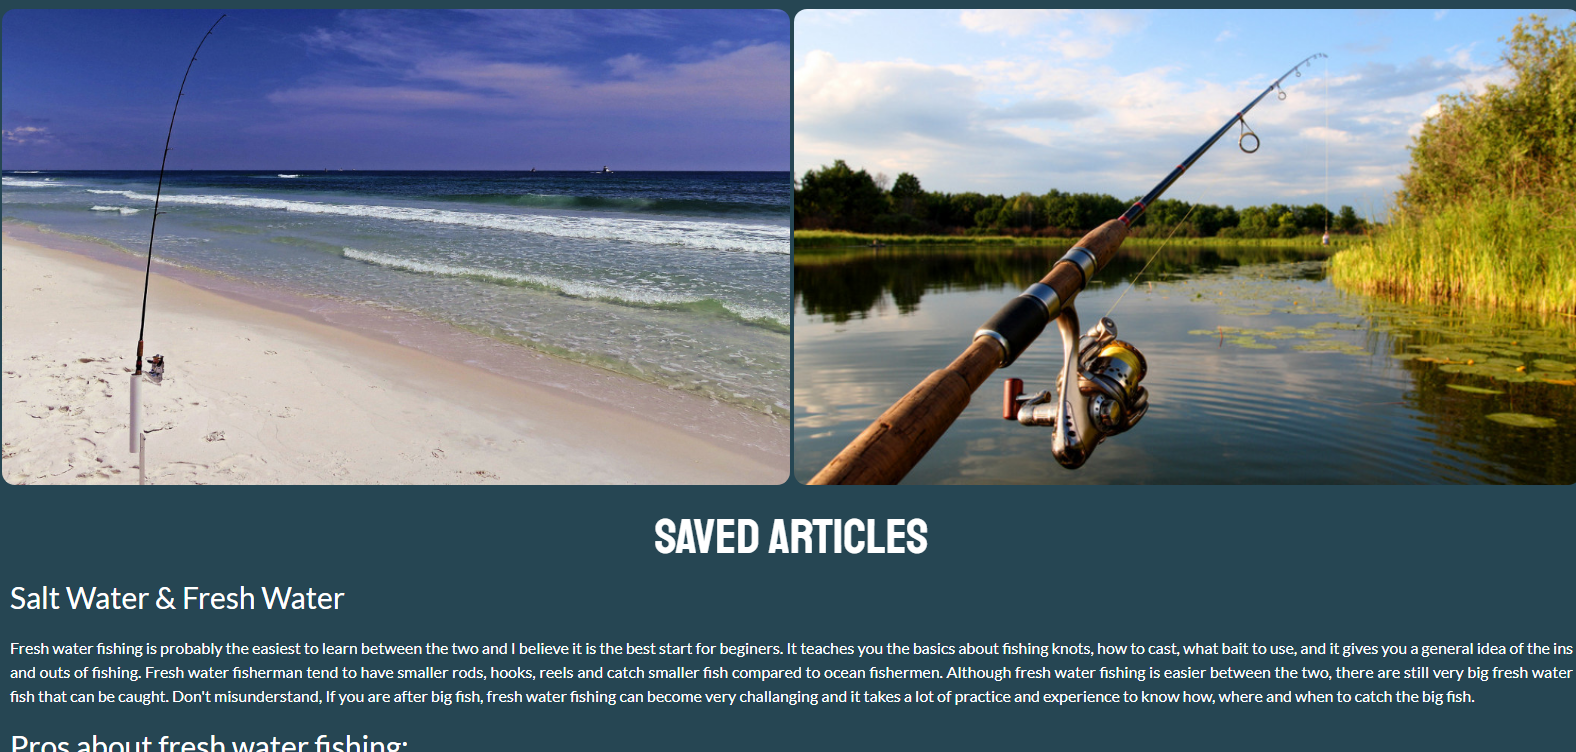 SAVED ARTICLES
Salt Water & Fresh Water
Fresh water fishing is probably the easiest to learn between the two and I believe it is the best start for beginers. It teaches you the basics about fishing knots, how to cast, what bait to use, and it gives you a general idea of the ins
and outs of fishing. Fresh water fisherman tend to have smaller rods, hooks, reels and catch smaller fish compared to ocean fishermen. Although fresh water fishing is easier between the two, there are still very big fresh water
fish that can be caught. Don't misunderstand, If you are after big fish, fresh water fishing can become very challanging and it takes a lot of practice and experience to know how, where and when to catch the big fish.
Pros about fresh water fishing: